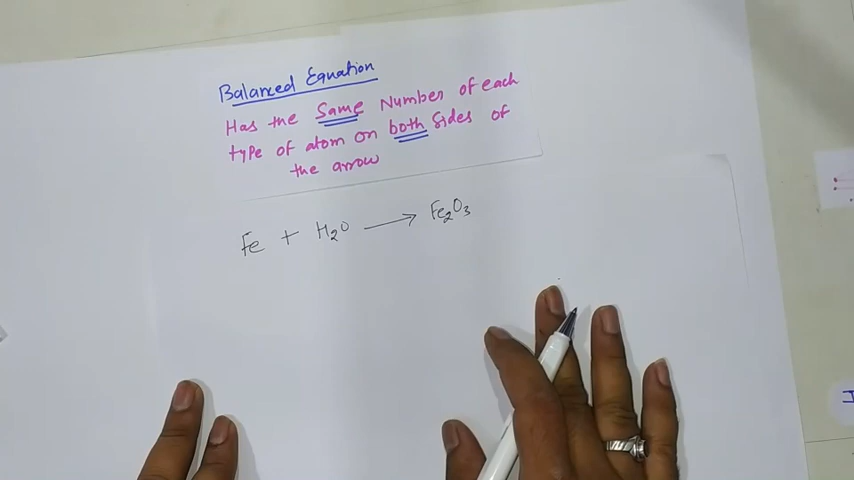 Balanced Equation
Has the Same Number of each
type of atom on both sides of
the arrow
Fe + H₂O ⟶ Fe₂O₃